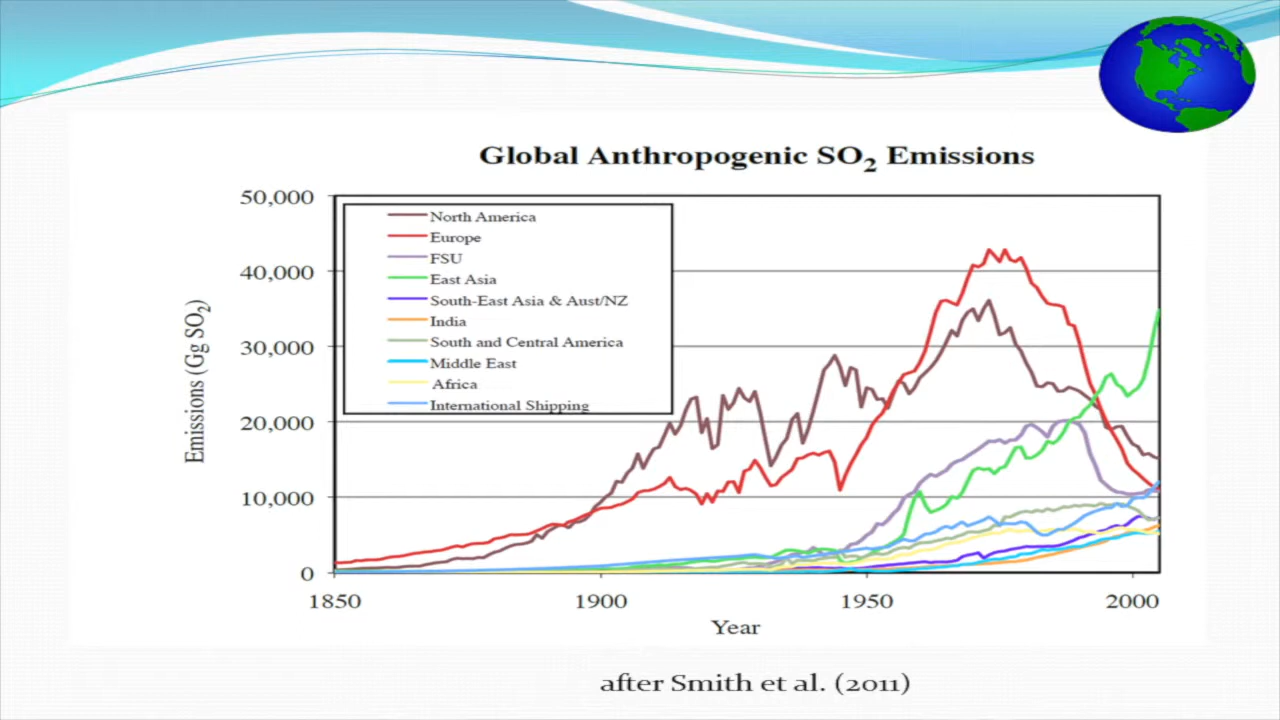 Global Anthropogenic SO₂ Emissions
50,000
40,000
30,000
20,000
10,000
0
Emissions (Gg SO₂)
North America
Europe
FSU
East Asia
South-East Asia & Aust/NZ
India
South and Central America
Middle East
Africa
International Shipping
1850 1900 1950 2000
Year
after Smith et al. (2011)